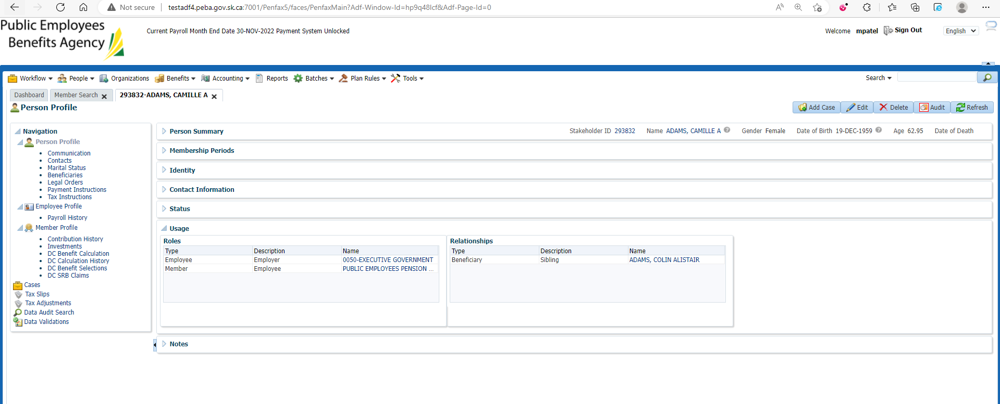 Not secure testadf4.peba.gov.sk.ca:7001/Penfax5/faces/PenfaxMain?Adf-Window-Id=hp9q48lcf&Adf-Page-Id=0
Public Employees
Benefits Agency
Current Payroll Month End Date 30-NOV-2022 Payment System Unlocked
Welcome mpatel Sign Out English
Workflow People Organizations Benefits Accounting Reports Batches Plan Rules Tools Search
Dashboard Member Search 293832-ADAMS, CAMILLE A
Person Profile
Add Case Edit Delete Audit Refresh
Navigation
Person Profile
Communication
Contacts
Marital Status
Beneficiaries
Legal Orders
Payment Instructions
Tax Instructions
Employee Profile
Payroll History
Member Profile
Contribution History
Investments
DC Benefit Calculation
DC Calculation History
DC Benefit Selections
DC SRB Claims
Cases
Tax Slips
Tax Adjustments
Data Audit Search
Data Validations
Person Summary Stakeholder ID 293832 Name ADAMS, CAMILLE A Gender Female Date of Birth 19-DEC-1959 Age 62.95 Date of Death
Membership Periods
Identity
Contact Information
Status
Usage
Roles
Type Description Name
Employee Employer 0050-EXECUTIVE GOVERNMENT
Member Employee PUBLIC EMPLOYEES PENSION ...
Relationships
Type Description Name
Beneficiary Sibling ADAMS, COLIN ALISTAIR
Notes